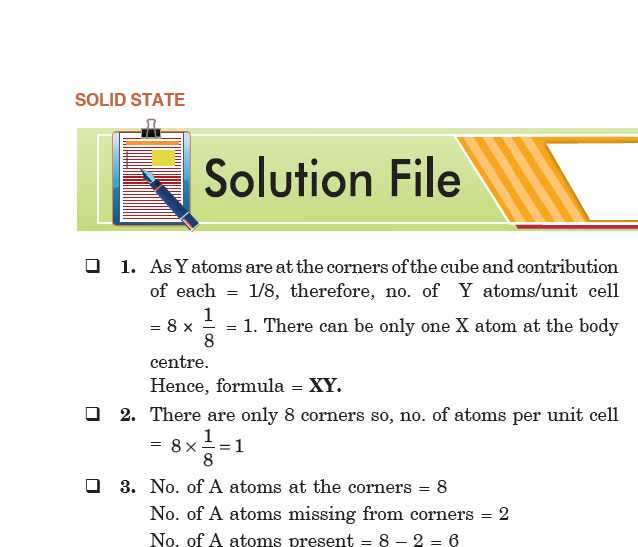 SOLID STATE
Solution File
❑ 1. As Y atoms are at the corners of the cube and contribution
of each = 1/8, therefore, no. of Y atoms/unit cell
= 8 × 1/8 = 1. There can be only one X atom at the body
centre.
Hence, formula = XY.
❑ 2. There are only 8 corners so, no. of atoms per unit cell
= 8 × 1/8 = 1
❑ 3. No. of A atoms at the corners = 8
No. of A atoms missing from corners = 2
No. of A atoms present = 8 – 2 = 6